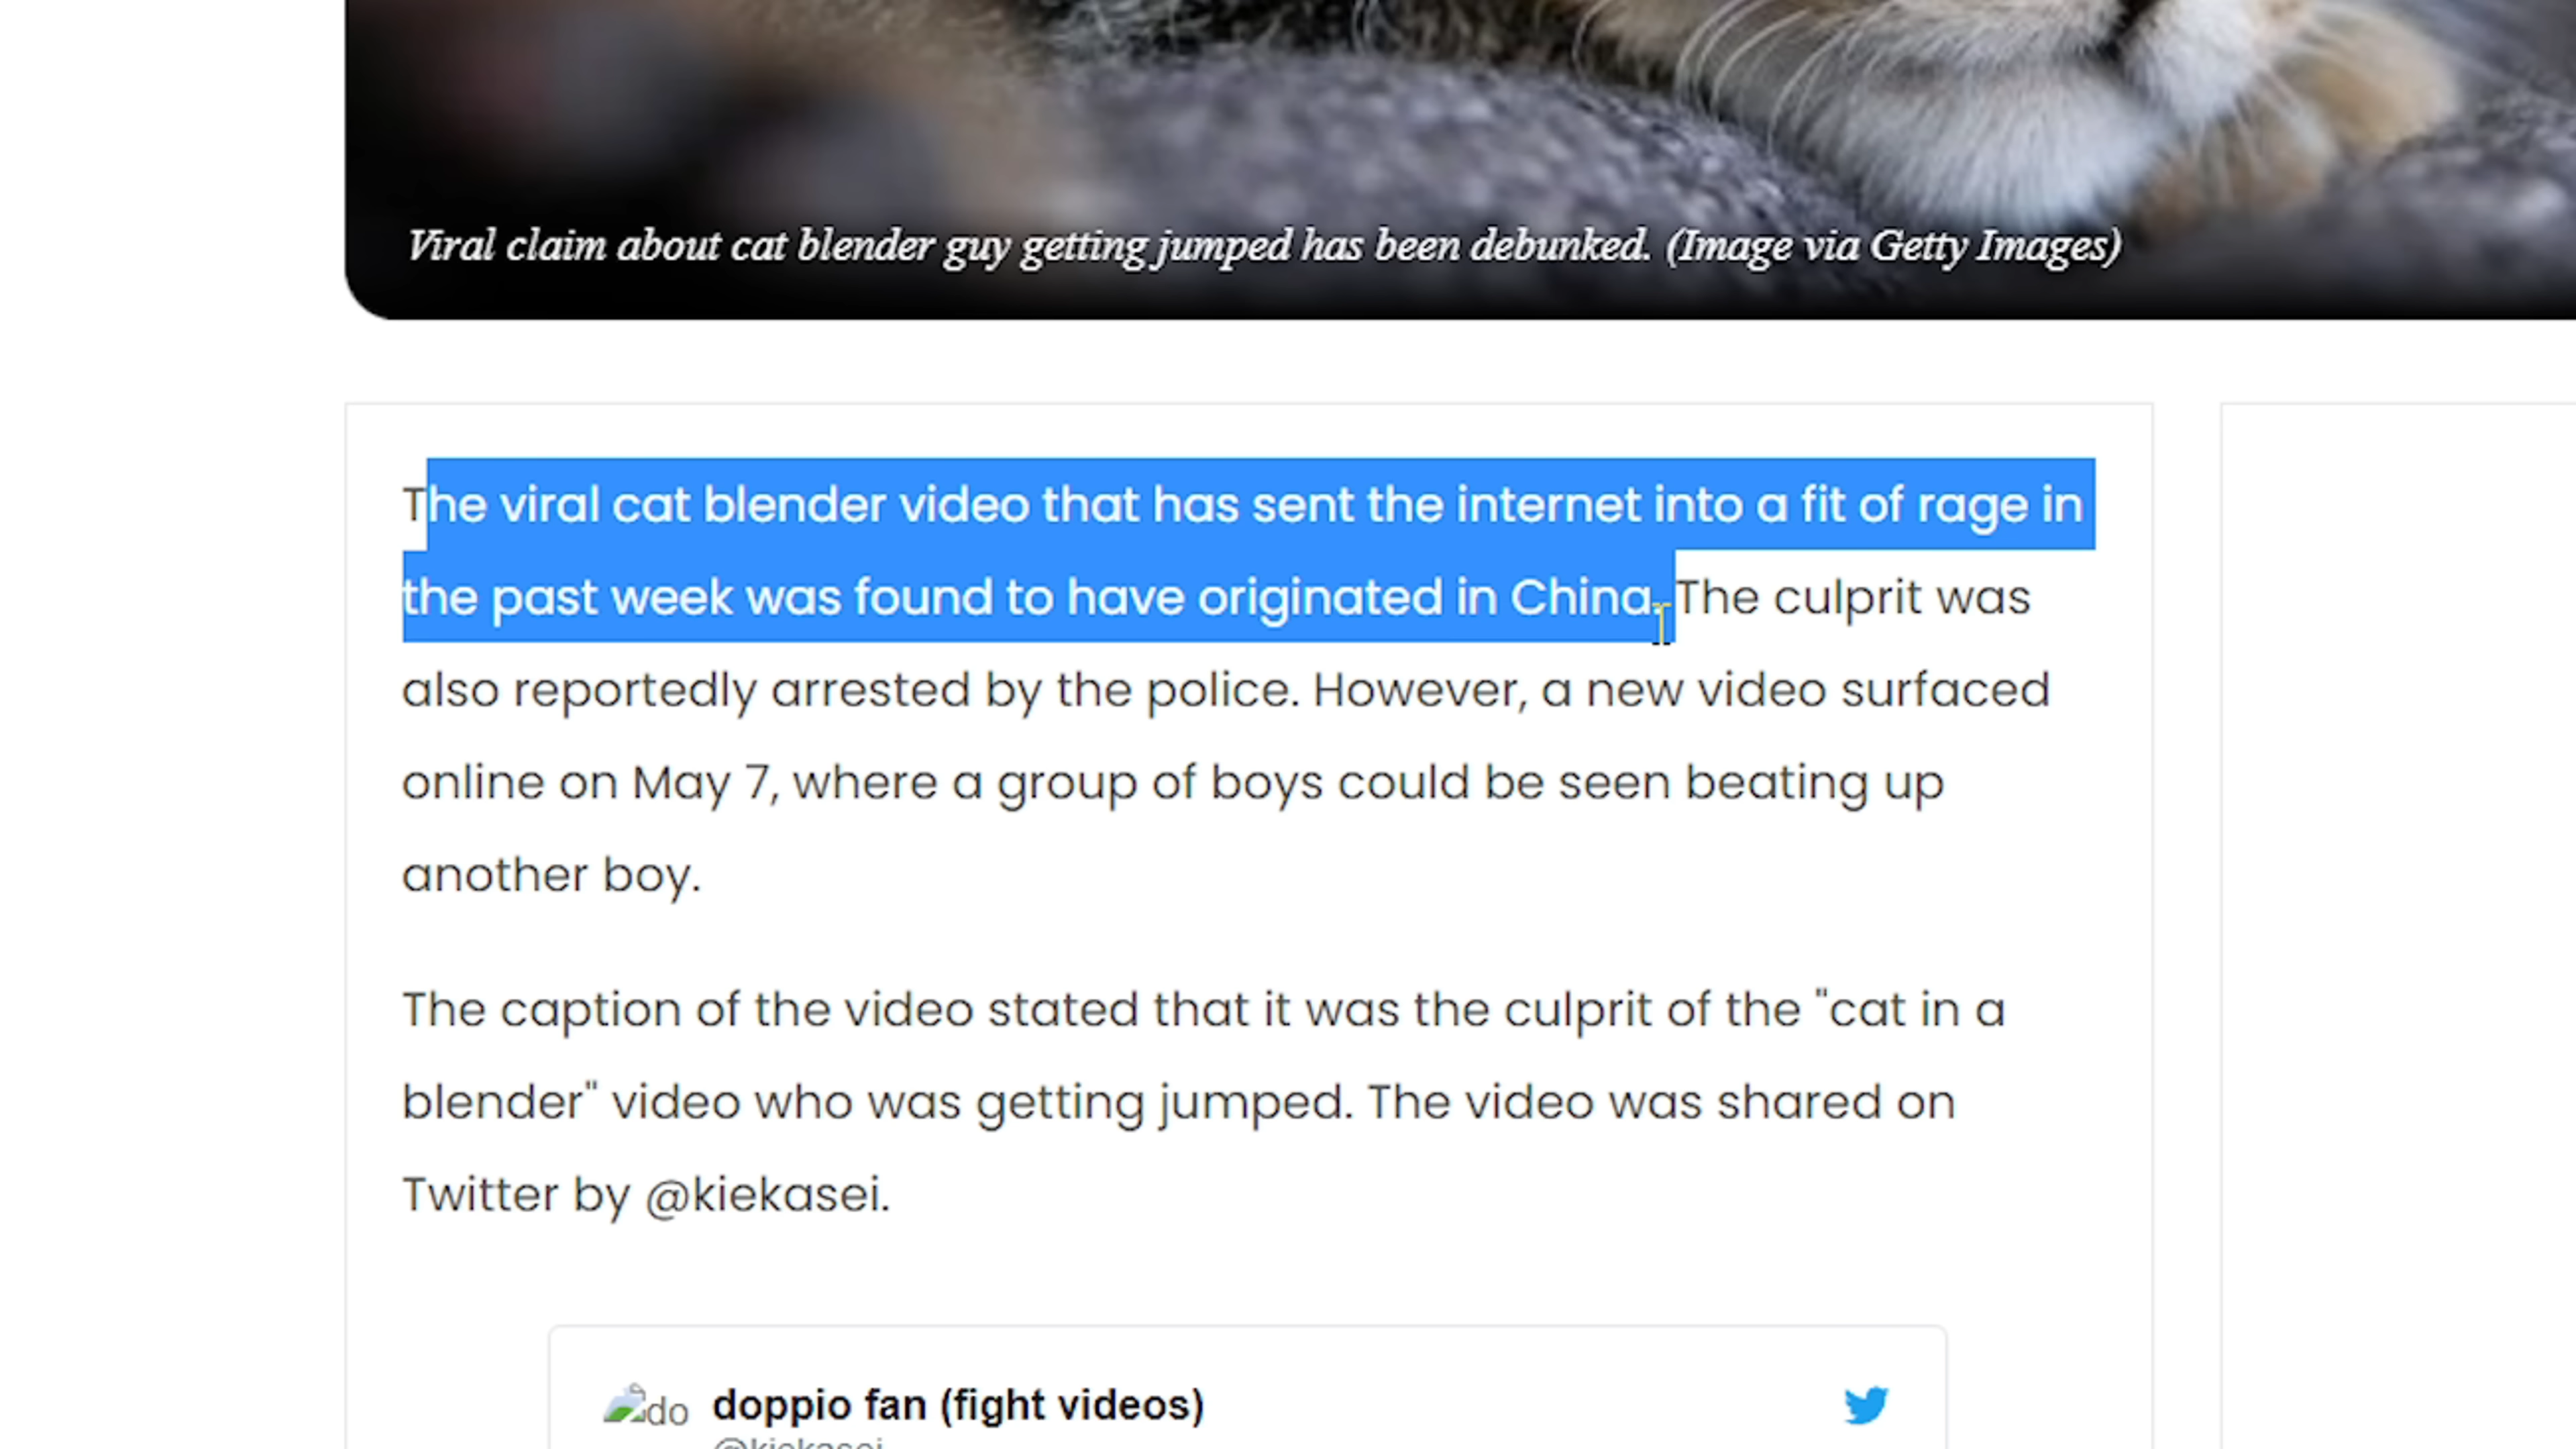 Viral claim about cat blender guy getting jumped has been debunked. (Image via Getty Images)
The viral cat blender video that has sent the internet into a fit of rage in
the past week was found to have originated in China. The culprit was
also reportedly arrested by the police. However, a new video surfaced
online on May 7, where a group of boys could be seen beating up
another boy.
The caption of the video stated that it was the culprit of the "cat in a
blender" video who was getting jumped. The video was shared on
Twitter by @kiekasei.
do
doppio fan (fight videos)
@kiekasei